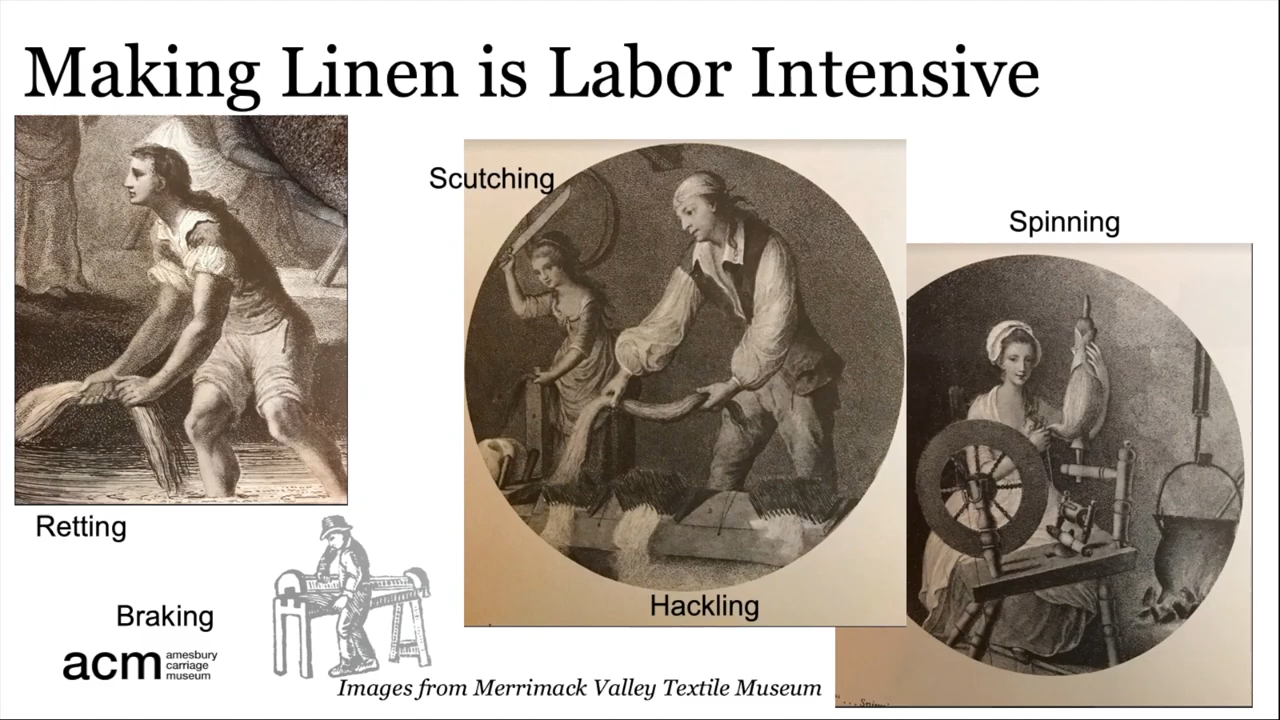 Making Linen is Labor Intensive
Scutching
Spinning
Retting
Hackling
Braking
acm
amesbury
carriage
museum
Images from Merrimack Valley Textile Museum